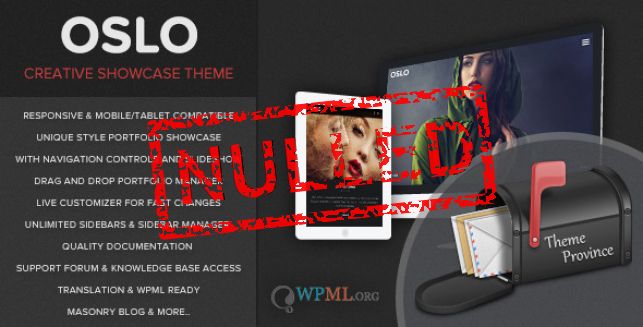 OSLO
CREATIVE SHOWCASE THEME
RESPONSIVE & MOBILE/TABLET COMPATIBLE
UNIQUE STYLE PORTFOLIO SHOWCASE
WITH NAVIGATION CONTROLS AND SLIDESHOW
DRAG AND DROP PORTFOLIO MANAGER
LIVE CUSTOMIZER FOR FAST CHANGES
UNLIMITED SIDEBARS & SIDEBAR MANAGER
QUALITY DOCUMENTATION
SUPPORT FORUM & KNOWLEDGE BASE ACCESS
TRANSLATION & WPML READY
MASONRY BLOG & MORE..
NULLED
OSLO
Theme
Province
WPML.ORG